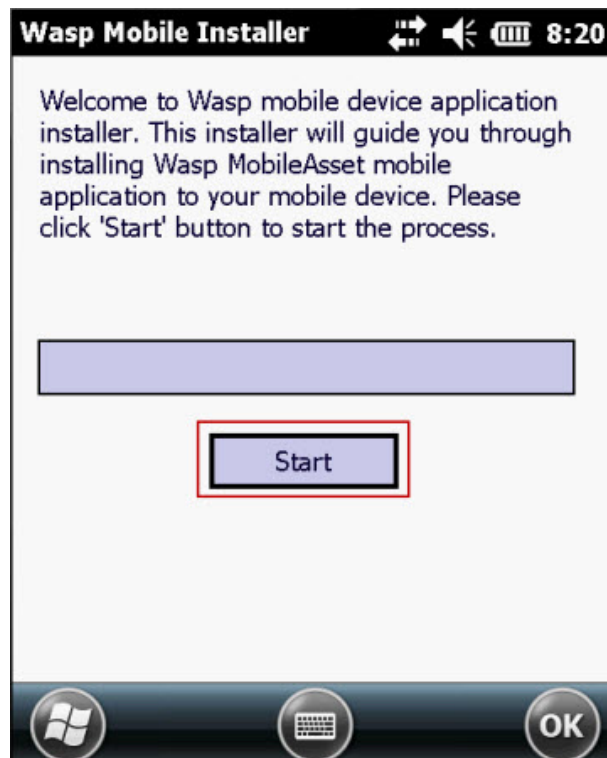 Wasp Mobile Installer 8:20
Welcome to Wasp mobile device application
installer. This installer will guide you through
installing Wasp MobileAsset mobile
application to your mobile device. Please
click 'Start' button to start the process.
Start
OK